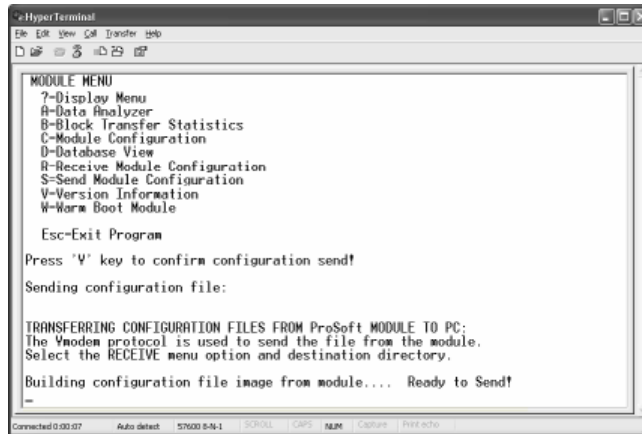 HyperTerminal
File Edit View Call Transfer Help
MODULE MENU
?=Display Menu
A=Data Analyzer
B=Block Transfer Statistics
C=Module Configuration
D=Database View
R=Receive Module Configuration
S=Send Module Configuration
V=Version Information
W=Warm Boot Module
Esc=Exit Program
Press 'Y' key to confirm configuration send!
Sending configuration file:
TRANSFERRING CONFIGURATION FILES FROM ProSoft MODULE TO PC:
The Ymodem protocol is used to send the file from the module.
Select the RECEIVE menu option and destination directory.
Building configuration file image from module.... Ready to Send!
_
Connected 0:00:07 Auto detect 57600 8-N-1 SCROLL CAPS NUM Capture Print echo